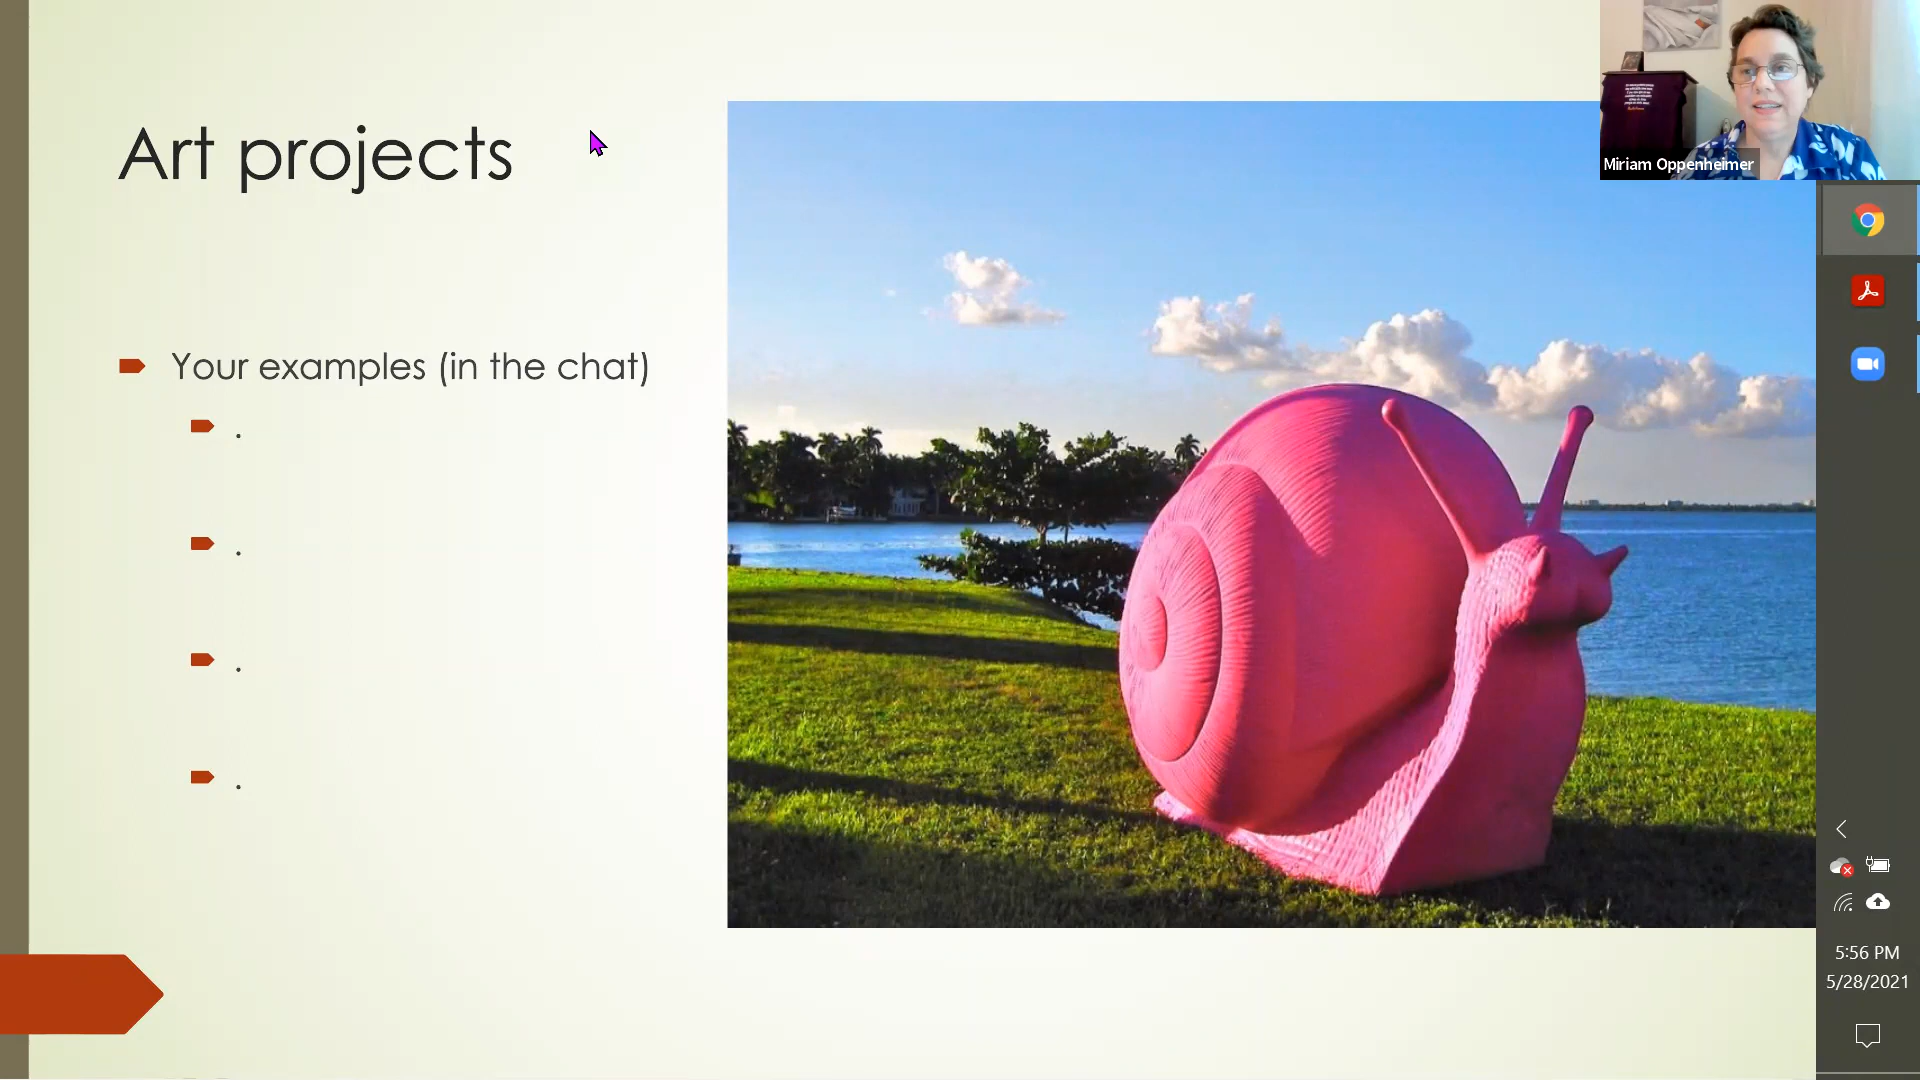 Art projects
Your examples (in the chat)
.
.
.
.
Miriam Oppenheimer
5:56 PM
5/28/2021